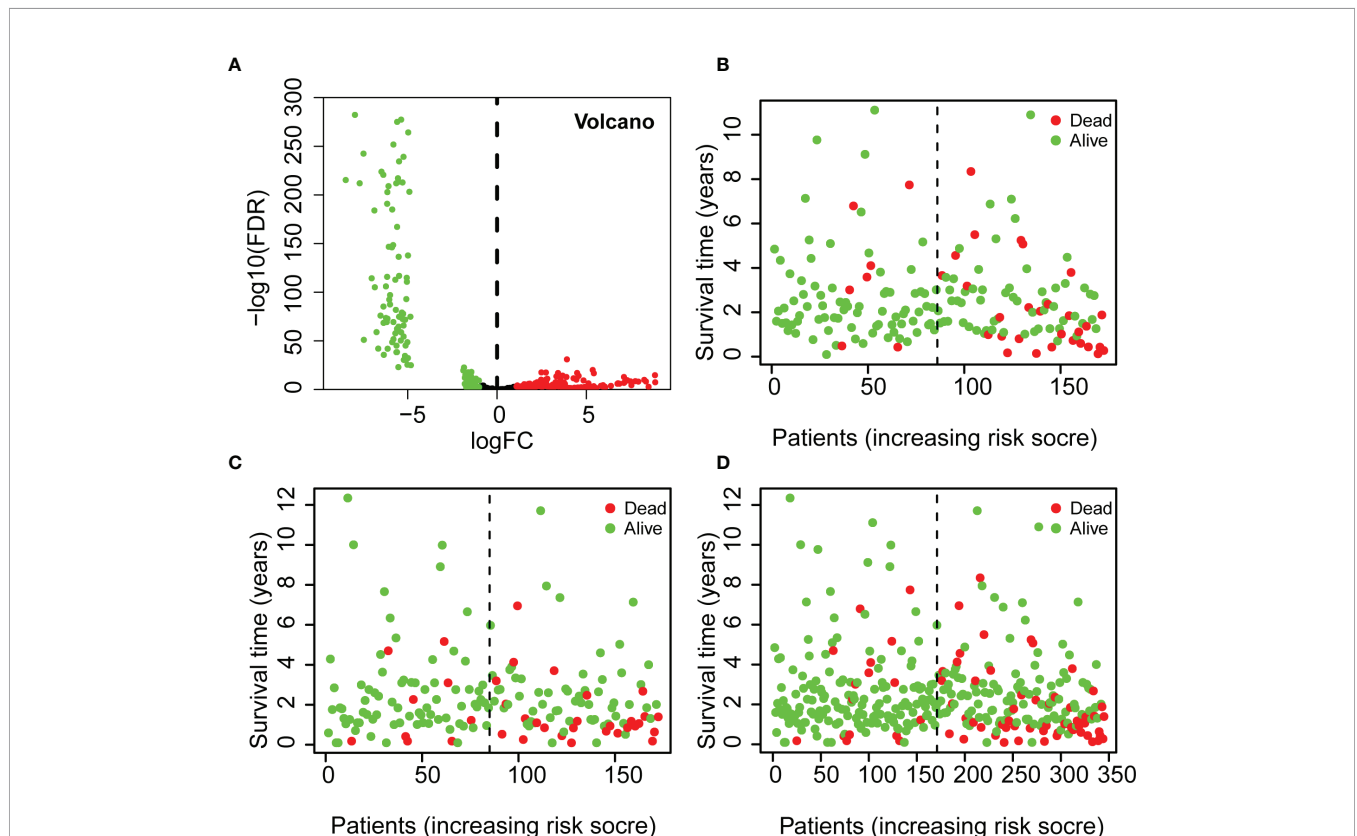 A
Volcano
−log10(FDR)
300
250
200
150
100
50
0
−5 0 5
logFC
B
Dead
Alive
Survival time (years)
10
8
6
4
2
0
0 50 100 150
Patients (increasing risk socre)
C
Dead
Alive
Survival time (years)
12
10
8
6
4
2
0
0 50 100 150
Patients (increasing risk socre)
D
Dead
Alive
Survival time (years)
12
10
8
6
4
2
0
0 50 100 150 200 250 300 350
Patients (increasing risk socre)